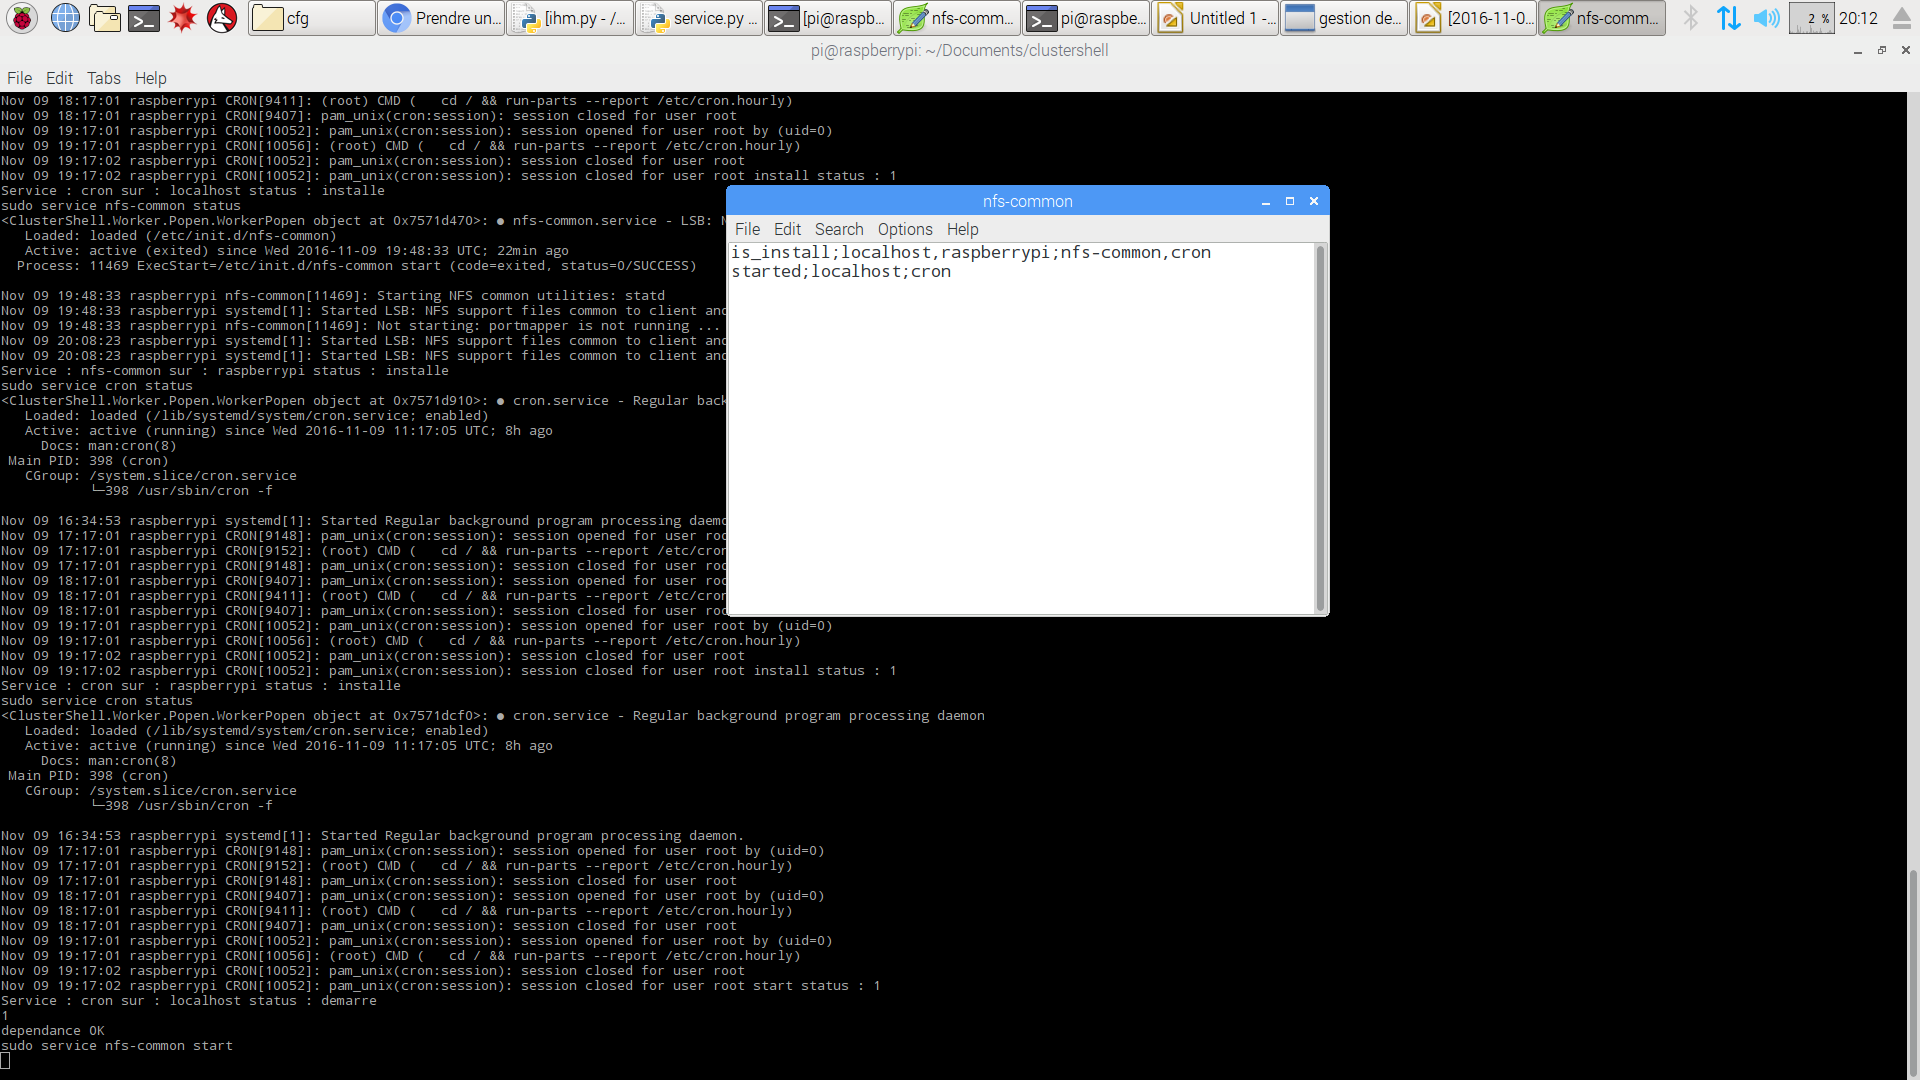 cfg
Prendre un...
[ihm.py - /...
service.py ...
[pi@raspb...
nfs-comm...
pi@raspbe...
Untitled 1 -...
gestion de...
[2016-11-0...
nfs-comm...
2 %
20:12
pi@raspberrypi: ~/Documents/clustershell
File Edit Tabs Help
Nov 09 18:17:01 raspberrypi CRON[9411]: (root) CMD (   cd / && run-parts --report /etc/cron.hourly)
Nov 09 18:17:01 raspberrypi CRON[9407]: pam_unix(cron:session): session closed for user root
Nov 09 19:17:01 raspberrypi CRON[10052]: pam_unix(cron:session): session opened for user root by (uid=0)
Nov 09 19:17:01 raspberrypi CRON[10056]: (root) CMD (   cd / && run-parts --report /etc/cron.hourly)
Nov 09 19:17:02 raspberrypi CRON[10052]: pam_unix(cron:session): session closed for user root
Nov 09 19:17:02 raspberrypi CRON[10052]: pam_unix(cron:session): session closed for user root install status : 1
Service : cron sur : localhost status : installe
sudo service nfs-common status
<ClusterShell.Worker.Popen.WorkerPopen object at 0x7571d470>: ● nfs-common.service - LSB: N
   Loaded: loaded (/etc/init.d/nfs-common)
   Active: active (exited) since Wed 2016-11-09 19:48:33 UTC; 22min ago
  Process: 11469 ExecStart=/etc/init.d/nfs-common start (code=exited, status=0/SUCCESS)
Nov 09 19:48:33 raspberrypi nfs-common[11469]: Starting NFS common utilities: statd
Nov 09 19:48:33 raspberrypi systemd[1]: Started LSB: NFS support files common to client and
Nov 09 19:48:33 raspberrypi nfs-common[11469]: Not starting: portmapper is not running ...
Nov 09 20:08:23 raspberrypi systemd[1]: Started LSB: NFS support files common to client and
Nov 09 20:08:23 raspberrypi systemd[1]: Started LSB: NFS support files common to client and
Service : nfs-common sur : raspberrypi status : installe
sudo service cron status
<ClusterShell.Worker.Popen.WorkerPopen object at 0x7571d910>: ● cron.service - Regular back
   Loaded: loaded (/lib/systemd/system/cron.service; enabled)
   Active: active (running) since Wed 2016-11-09 11:17:05 UTC; 8h ago
     Docs: man:cron(8)
 Main PID: 398 (cron)
   CGroup: /system.slice/cron.service
           └─398 /usr/sbin/cron -f
Nov 09 16:34:53 raspberrypi systemd[1]: Started Regular background program processing daemo
Nov 09 17:17:01 raspberrypi CRON[9148]: pam_unix(cron:session): session opened for user roo
Nov 09 17:17:01 raspberrypi CRON[9152]: (root) CMD (   cd / && run-parts --report /etc/cron
Nov 09 17:17:01 raspberrypi CRON[9148]: pam_unix(cron:session): session closed for user roo
Nov 09 18:17:01 raspberrypi CRON[9407]: pam_unix(cron:session): session opened for user roo
Nov 09 18:17:01 raspberrypi CRON[9411]: (root) CMD (   cd / && run-parts --report /etc/cron
Nov 09 18:17:01 raspberrypi CRON[9407]: pam_unix(cron:session): session closed for user roo
Nov 09 19:17:01 raspberrypi CRON[10052]: pam_unix(cron:session): session opened for user root by (uid=0)
Nov 09 19:17:01 raspberrypi CRON[10056]: (root) CMD (   cd / && run-parts --report /etc/cron.hourly)
Nov 09 19:17:02 raspberrypi CRON[10052]: pam_unix(cron:session): session closed for user root
Nov 09 19:17:02 raspberrypi CRON[10052]: pam_unix(cron:session): session closed for user root install status : 1
Service : cron sur : raspberrypi status : installe
sudo service cron status
<ClusterShell.Worker.Popen.WorkerPopen object at 0x7571dcf0>: ● cron.service - Regular background program processing daemon
   Loaded: loaded (/lib/systemd/system/cron.service; enabled)
   Active: active (running) since Wed 2016-11-09 11:17:05 UTC; 8h ago
     Docs: man:cron(8)
 Main PID: 398 (cron)
   CGroup: /system.slice/cron.service
           └─398 /usr/sbin/cron -f
Nov 09 16:34:53 raspberrypi systemd[1]: Started Regular background program processing daemon.
Nov 09 17:17:01 raspberrypi CRON[9148]: pam_unix(cron:session): session opened for user root by (uid=0)
Nov 09 17:17:01 raspberrypi CRON[9152]: (root) CMD (   cd / && run-parts --report /etc/cron.hourly)
Nov 09 17:17:01 raspberrypi CRON[9148]: pam_unix(cron:session): session closed for user root
Nov 09 18:17:01 raspberrypi CRON[9407]: pam_unix(cron:session): session opened for user root by (uid=0)
Nov 09 18:17:01 raspberrypi CRON[9411]: (root) CMD (   cd / && run-parts --report /etc/cron.hourly)
Nov 09 18:17:01 raspberrypi CRON[9407]: pam_unix(cron:session): session closed for user root
Nov 09 19:17:01 raspberrypi CRON[10052]: pam_unix(cron:session): session opened for user root by (uid=0)
Nov 09 19:17:01 raspberrypi CRON[10056]: (root) CMD (   cd / && run-parts --report /etc/cron.hourly)
Nov 09 19:17:02 raspberrypi CRON[10052]: pam_unix(cron:session): session closed for user root
Nov 09 19:17:02 raspberrypi CRON[10052]: pam_unix(cron:session): session closed for user root start status : 1
Service : cron sur : localhost status : demarre
1
dependance OK
sudo service nfs-common start
nfs-common
File Edit Search Options Help
is_install;localhost,raspberrypi;nfs-common,cron
started;localhost;cron